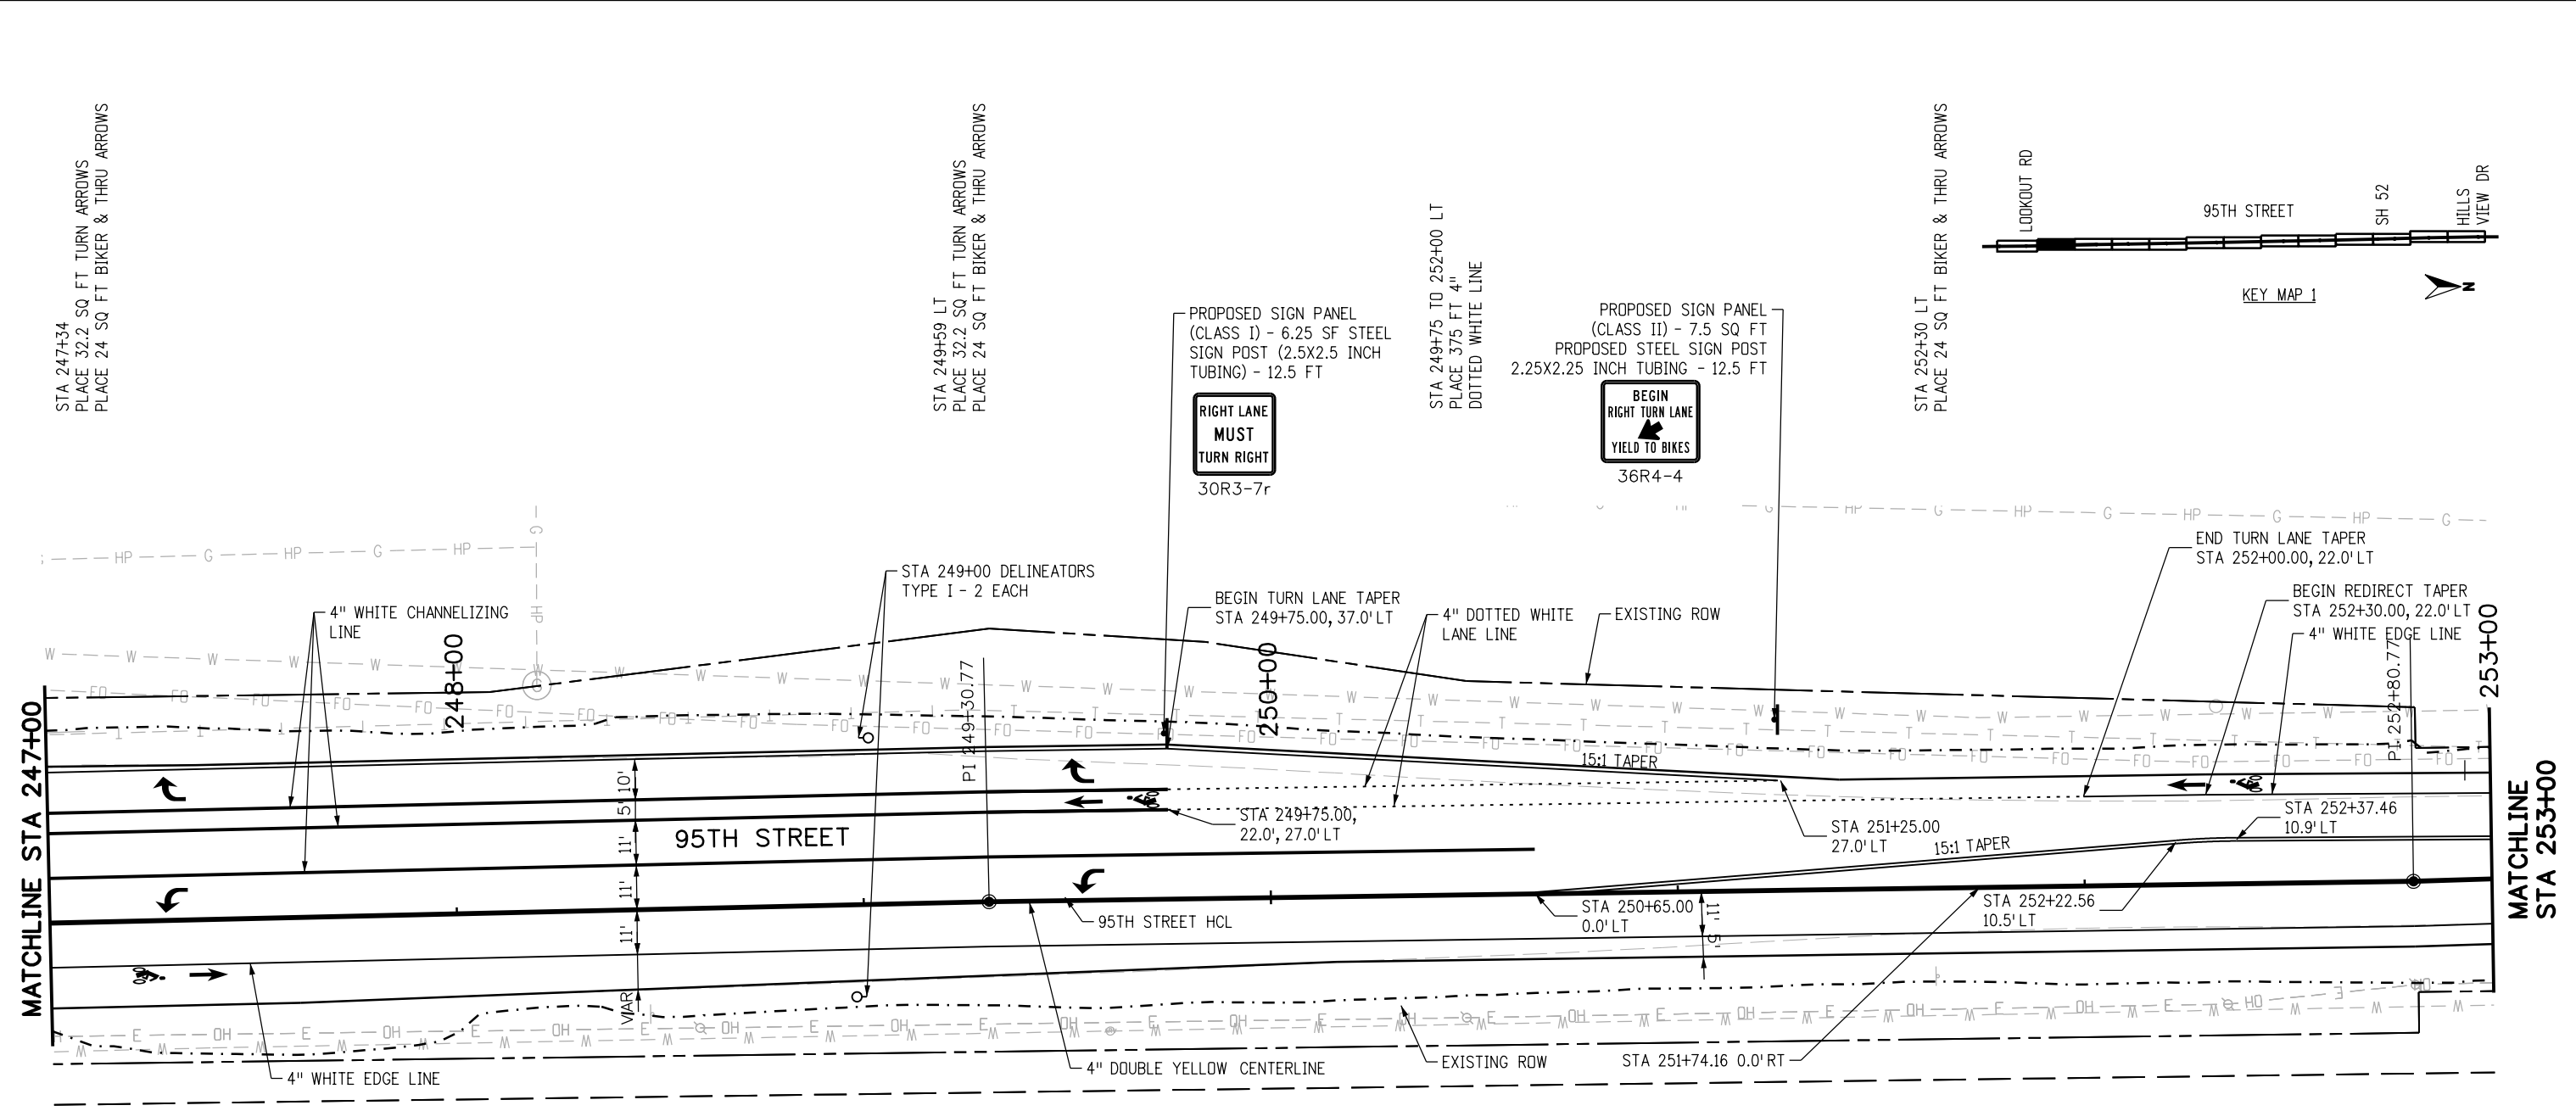 STA 247+34
PLACE 32.2 SQ FT TURN ARROWS
PLACE 24 SQ FT BIKER & THRU ARROWS
STA 249+59 LT
PLACE 32.2 SQ FT TURN ARROWS
PLACE 24 SQ FT BIKER & THRU ARROWS
PROPOSED SIGN PANEL
(CLASS I) - 6.25 SF STEEL
SIGN POST (2.5X2.5 INCH
TUBING) - 12.5 FT
RIGHT LANE
MUST
TURN RIGHT
30R3-7r
STA 249+75 TO 252+00 LT
PLACE 375 FT 4"
DOTTED WHITE LINE
PROPOSED SIGN PANEL
(CLASS II) - 7.5 SQ FT
PROPOSED STEEL SIGN POST
2.25X2.25 INCH TUBING - 12.5 FT
BEGIN
RIGHT TURN LANE
YIELD TO BIKES
36R4-4
STA 252+30 LT
PLACE 24 SQ FT BIKER & THRU ARROWS
LOOKOUT RD
95TH STREET
SH 52
HILLS
VIEW DR
KEY MAP 1
N
HP G HP G HP
G
HP
G HP G HP G HP G
4" WHITE CHANNELIZING
LINE
248+00
STA 249+00 DELINEATORS
TYPE I - 2 EACH
PI 249+30.77
BEGIN TURN LANE TAPER
STA 249+75.00, 37.0' LT
250+00
4" DOTTED WHITE
LANE LINE
EXISTING ROW
END TURN LANE TAPER
STA 252+00.00, 22.0' LT
BEGIN REDIRECT TAPER
STA 252+30.00, 22.0' LT
4" WHITE EDGE LINE
PI 252+80.77
253+00
MATCHLINE STA 247+00
10'
5'
11'
11'
11'
VAR
95TH STREET
15:1 TAPER
STA 249+75.00,
22.0', 27.0' LT
STA 251+25.00
27.0' LT
15:1 TAPER
STA 252+37.46
10.9' LT
95TH STREET HCL
STA 250+65.00
0.0' LT
11'
5'
STA 252+22.56
10.5' LT
MATCHLINE
STA 253+00
4" WHITE EDGE LINE
4" DOUBLE YELLOW CENTERLINE
EXISTING ROW
STA 251+74.16 0.0' RT